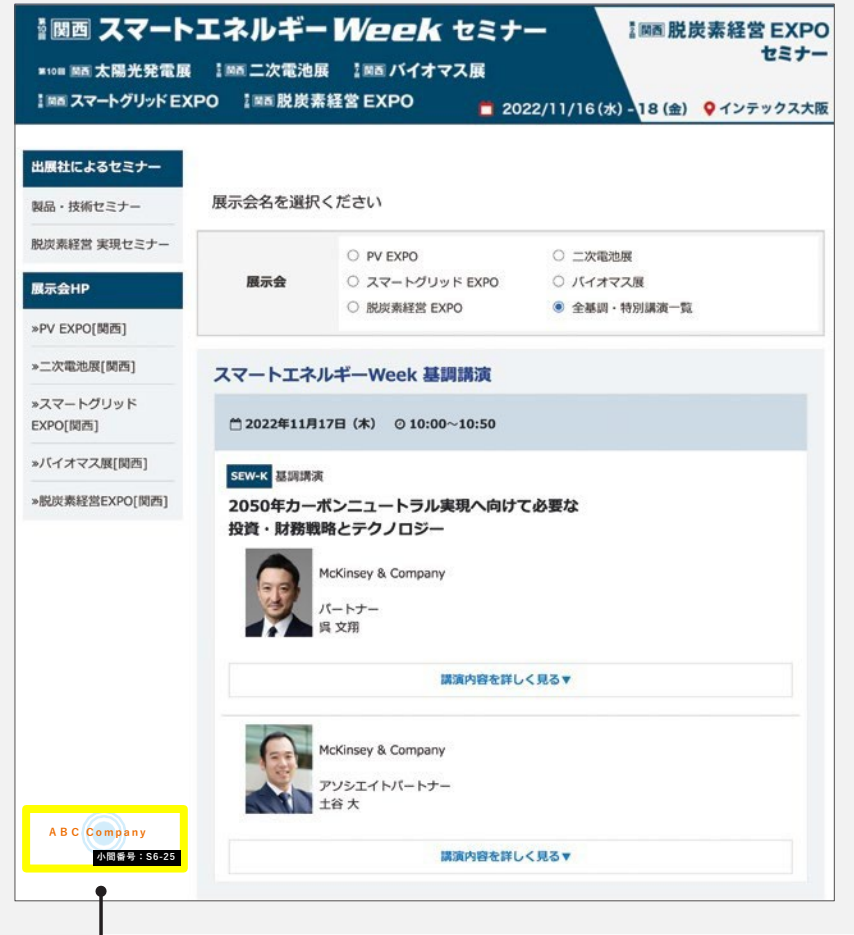 第10回 関西 スマートエネルギーWeek セミナー
第2回 関西 脱炭素経営 EXPO
セミナー
第10回 関西 太陽光発電展 関西 二次電池展 関西 バイオマス展
関西 スマートグリッド EXPO 関西 脱炭素経営 EXPO
2022/11/16(水) - 18 (金) インテックス大阪
出展社によるセミナー
製品・技術セミナー
脱炭素経営 実現セミナー
展示会HP
»PV EXPO[関西]
»二次電池展[関西]
»スマートグリッド
EXPO[関西]
»バイオマス展[関西]
»脱炭素経営EXPO[関西]
展示会名を選択ください
展示会
PV EXPO
二次電池展
スマートグリッド EXPO
バイオマス展
脱炭素経営 EXPO
全基調・特別講演一覧
スマートエネルギーWeek 基調講演
2022年11月17日（木） 10:00～10:50
SEW-K 基調講演
2050年カーボンニュートラル実現へ向けて必要な
投資・財務戦略とテクノロジー
McKinsey & Company
パートナー
呉 文翔
講演内容を詳しく見る▼
McKinsey & Company
アソシエイトパートナー
土谷 大
講演内容を詳しく見る▼
ABC Company
小間番号：S6-25